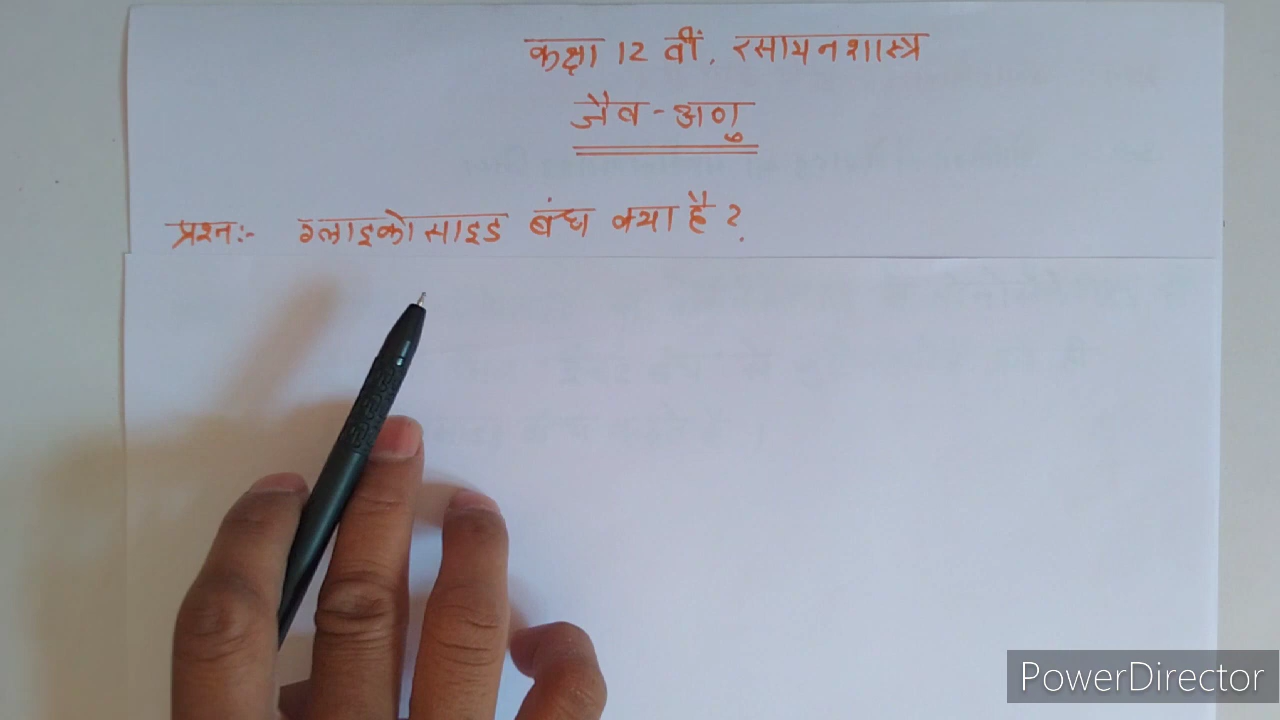 कक्षा 12 वीं, रसायनशास्त्र
जैव-अणु
प्रश्न:- ग्लाइकोसाइड बंध क्या है ?
PowerDirector